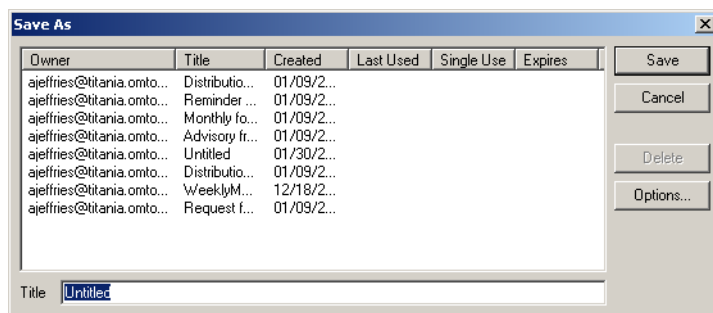 Save As
Owner Title Created Last Used Single Use Expires Save
ajeffries@titania.omto... Distributio... 01/09/2...
ajeffries@titania.omto... Reminder ... 01/09/2... Cancel
ajeffries@titania.omto... Monthly fo... 01/09/2...
ajeffries@titania.omto... Advisory fr... 01/09/2...
ajeffries@titania.omto... Untitled 01/30/2... Delete
ajeffries@titania.omto... Distributio... 01/09/2...
ajeffries@titania.omto... WeeklyM... 12/18/2... Options...
ajeffries@titania.omto... Request f... 01/09/2...
Title Untitled